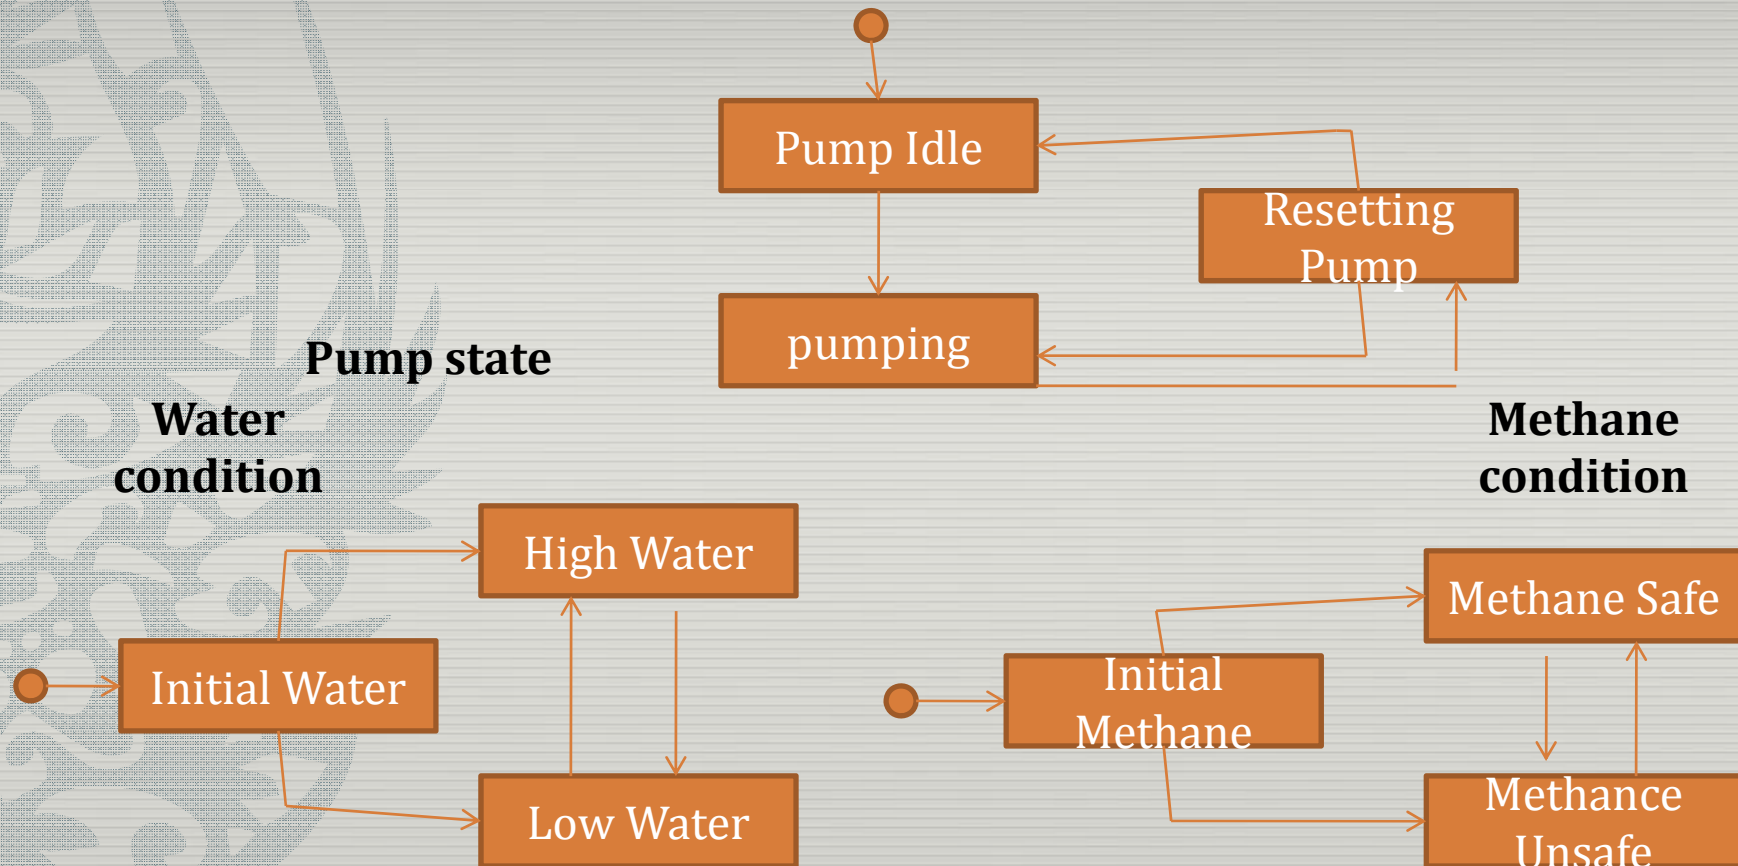 Pump Idle
Resetting
Pump
pumping
Pump state
Water
condition
Methane
condition
High Water
Methane Safe
Initial Water
Initial
Methane
Low Water
Methance
Unsafe